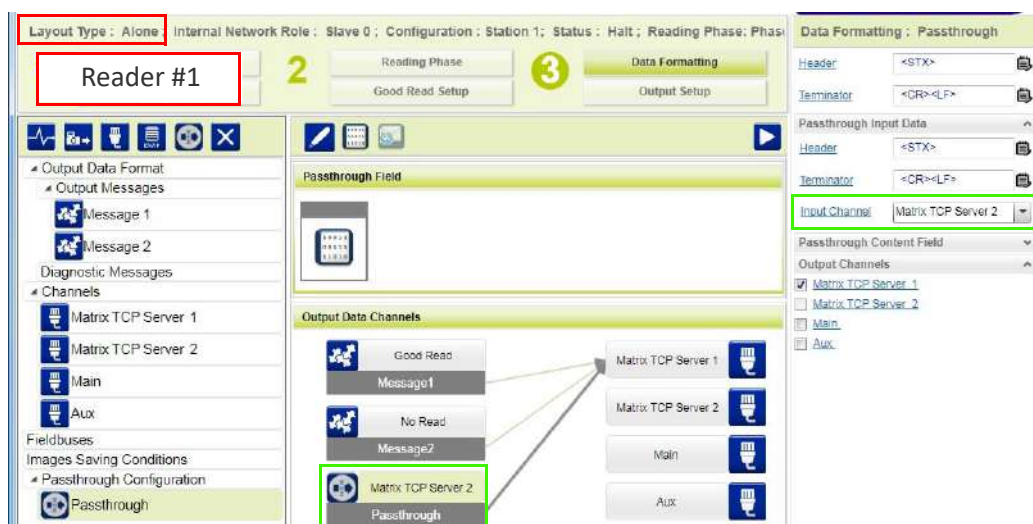 Layout Type : Alone ; Internal Network Role : Slave 0 ; Configuration : Station 1; Status : Halt ; Reading Phase: Phas
Reader #1
2
Reading Phase
Good Read Setup
3
Data Formatting
Output Setup
Output Data Format
Output Messages
Message 1
Message 2
Diagnostic Messages
Channels
Matrix TCP Server 1
Matrix TCP Server 2
Main
Aux
Fieldbuses
Images Saving Conditions
Passthrough Configuration
Passthrough
Passthrough Field
Output Data Channels
Good Read
Message1
No Read
Message2
Matrix TCP Server 2
Passthrough
Matrix TCP Server 1
Matrix TCP Server 2
Main
Aux
Data Formatting : Passthrough
Header <STX>
Terminator <CR><LF>
Passthrough Input Data
Header <STX>
Terminator <CR><LF>
Input Channel Matrix TCP Server 2
Passthrough Content Field
Output Channels
Matrix TCP Server 1
Matrix TCP Server 2
Main
Aux